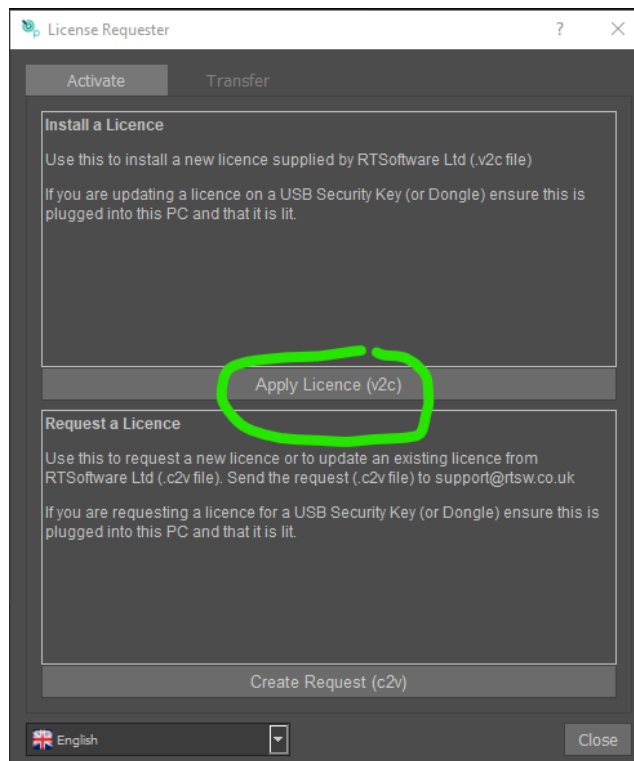 License Requester
Activate
Transfer
Install a Licence
Use this to install a new licence supplied by RTSoftware Ltd (.v2c file)
If you are updating a licence on a USB Security Key (or Dongle) ensure this is
plugged into this PC and that it is lit.
Apply Licence (v2c)
Request a Licence
Use this to request a new licence or to update an existing licence from
RTSoftware Ltd (.c2v file). Send the request (.c2v file) to support@rtsw.co.uk
If you are requesting a licence for a USB Security Key (or Dongle) ensure this is
plugged into this PC and that it is lit.
Create Request (c2v)
English
Close